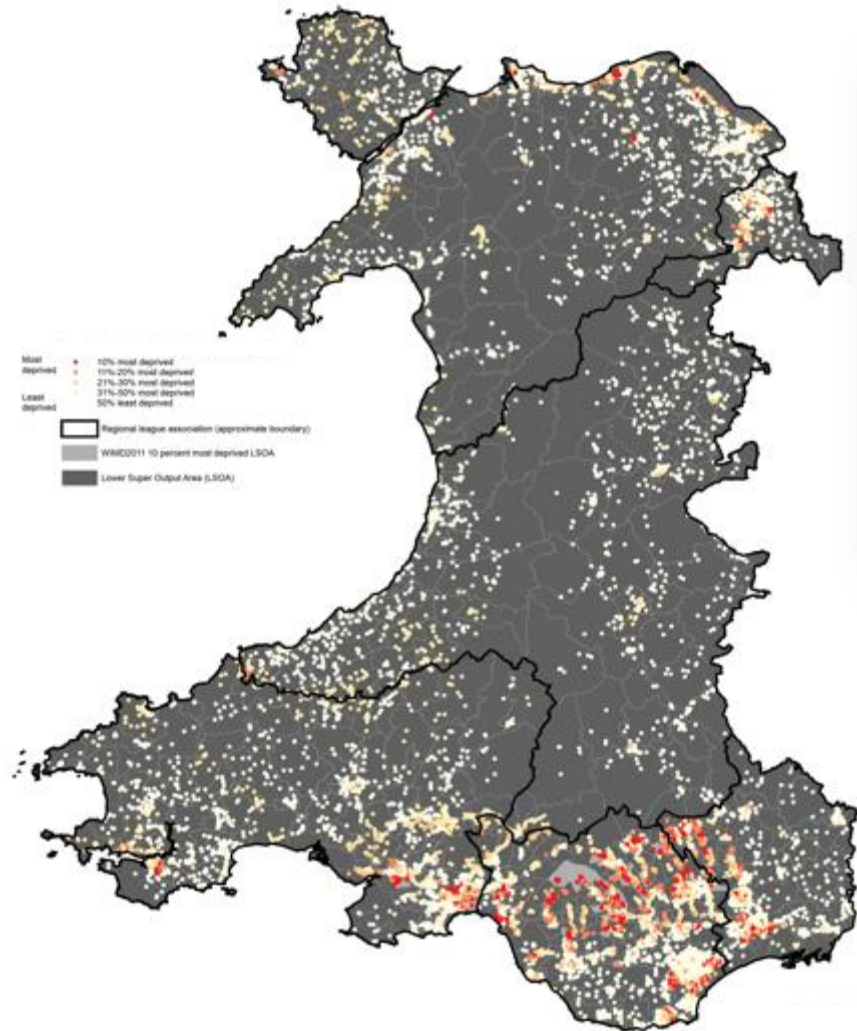 Most
deprived
10% most deprived
11%-20% most deprived
21%-30% most deprived
31%-50% most deprived
Least
deprived
50% least deprived
Regional league association (approximate boundary)
WIMD2011 10 percent most deprived LSOA
Lower Super Output Area (LSOA)